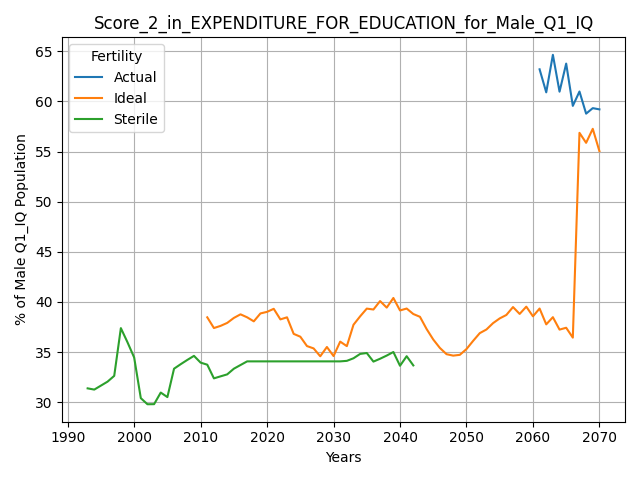 Score_2_in_EXPENDITURE_FOR_EDUCATION_for_Male_Q1_IQ
% of Male Q1_IQ Population
65
60
55
50
45
40
35
30
Fertility
Actual
Ideal
Sterile
1990 2000 2010 2020 2030 2040 2050 2060 2070
Years